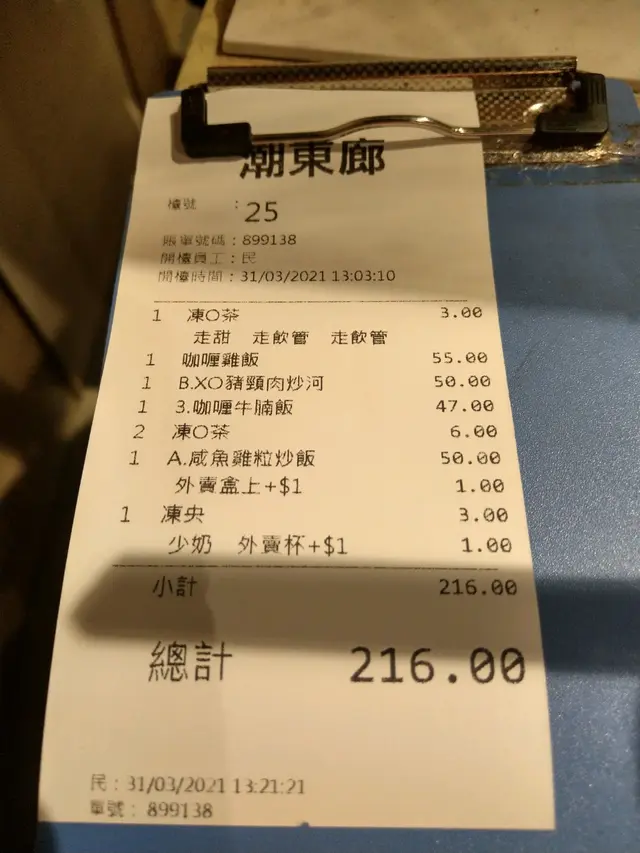 潮東廊
檯號 : 25
賬單號碼 : 899138
開檯員工 : 民
開檯時間 : 31/03/2021 13:03:10
1 凍O茶 3.00
走甜 走飲管 走飲管
1 咖喱雞飯 55.00
1 B.XO豬頸肉炒河 50.00
1 3.咖喱牛腩飯 47.00
2 凍O茶 6.00
1 A.咸魚雞粒炒飯 50.00
外賣盒上+$1 1.00
1 凍央 3.00
少奶 外賣杯+$1 1.00
小計 216.00
總計 216.00
民 : 31/03/2021 13:21:21
單號 : 899138